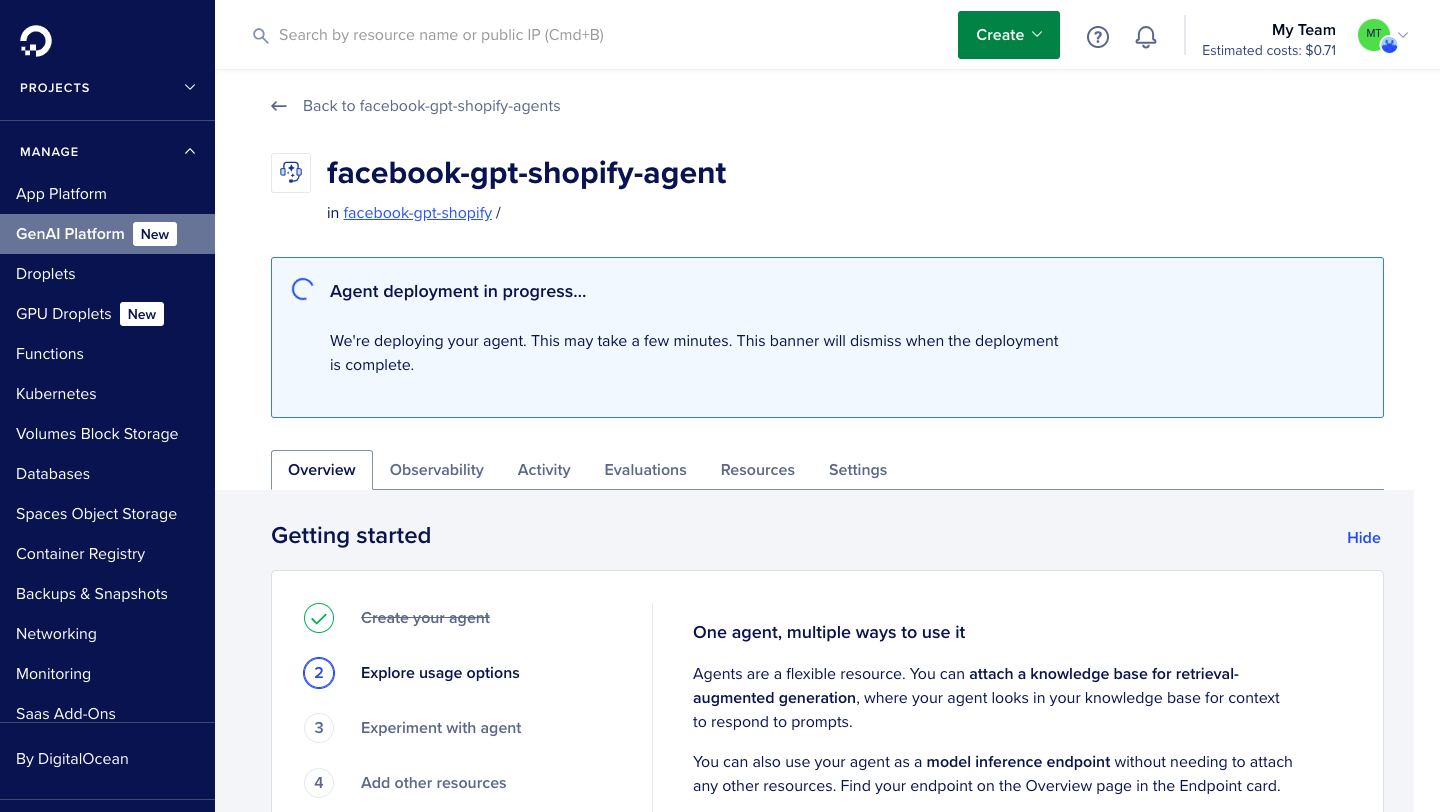 PROJECTS
MANAGE
App Platform
GenAI Platform New
Droplets
GPU Droplets New
Functions
Kubernetes
Volumes Block Storage
Databases
Spaces Object Storage
Container Registry
Backups & Snapshots
Networking
Monitoring
Saas Add-Ons
By DigitalOcean
Search by resource name or public IP (Cmd+B)
Create
?
My Team
Estimated costs: $0.71
MT
Back to facebook-gpt-shopify-agents
facebook-gpt-shopify-agent
in facebook-gpt-shopify /
Agent deployment in progress...
We're deploying your agent. This may take a few minutes. This banner will dismiss when the deployment
is complete.
Overview Observability Activity Evaluations Resources Settings
Getting started
Hide
Create your agent
2 Explore usage options
3 Experiment with agent
4 Add other resources
One agent, multiple ways to use it
Agents are a flexible resource. You can attach a knowledge base for retrieval-
augmented generation, where your agent looks in your knowledge base for context
to respond to prompts.
You can also use your agent as a model inference endpoint without needing to attach
any other resources. Find your endpoint on the Overview page in the Endpoint card.